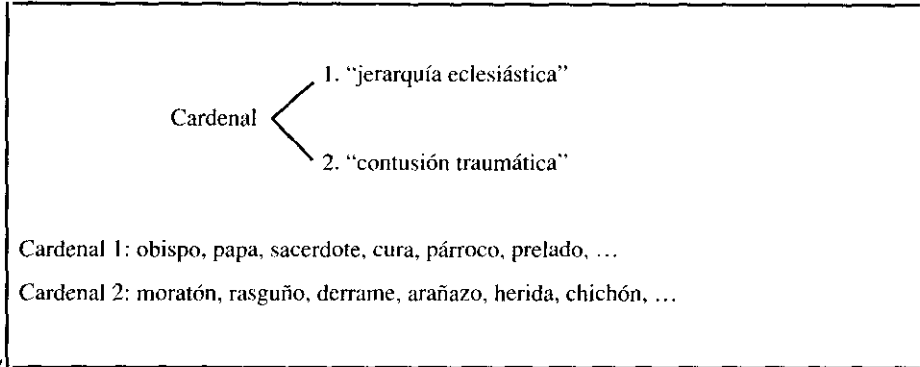 1. “jerarquía eclesiástica”
Cardenal
2. “contusión traumática”
Cardenal 1: obispo, papa, sacerdote, cura, párroco, prelado, …
Cardenal 2: moratón, rasguño, derrame, arañazo, herida, chichón, …